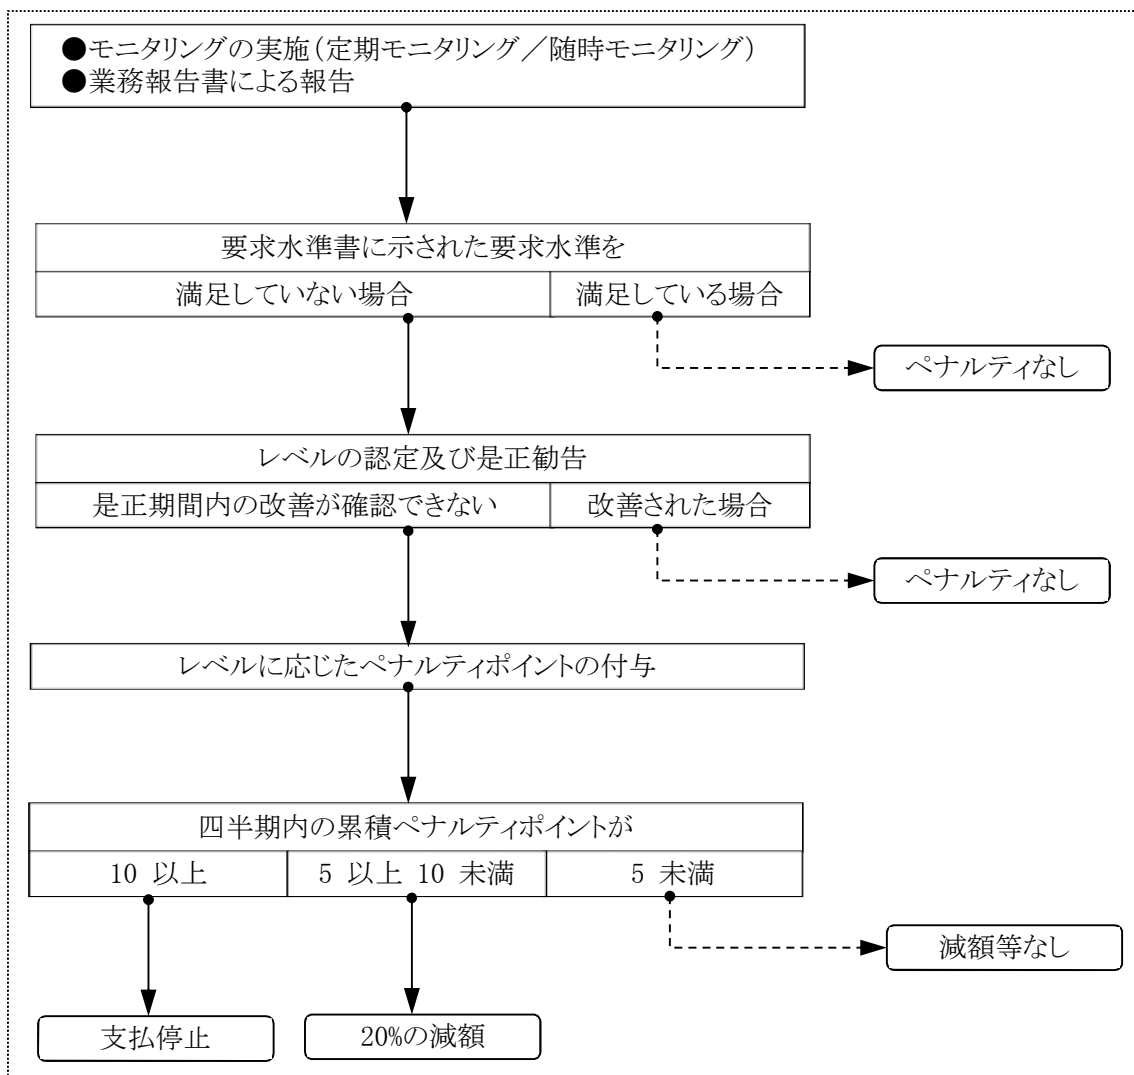 ●モニタリングの実施(定期モニタリング/随時モニタリング)
●業務報告書による報告
要求水準書に示された要求水準を
満足していない場合
満足している場合
ペナルティなし
レベルの認定及び是正勧告
是正期間内の改善が確認できない
改善された場合
ペナルティなし
レベルに応じたペナルティポイントの付与
四半期内の累積ペナルティポイントが
10 以上
5 以上 10 未満
5 未満
減額等なし
支払停止
20%の減額